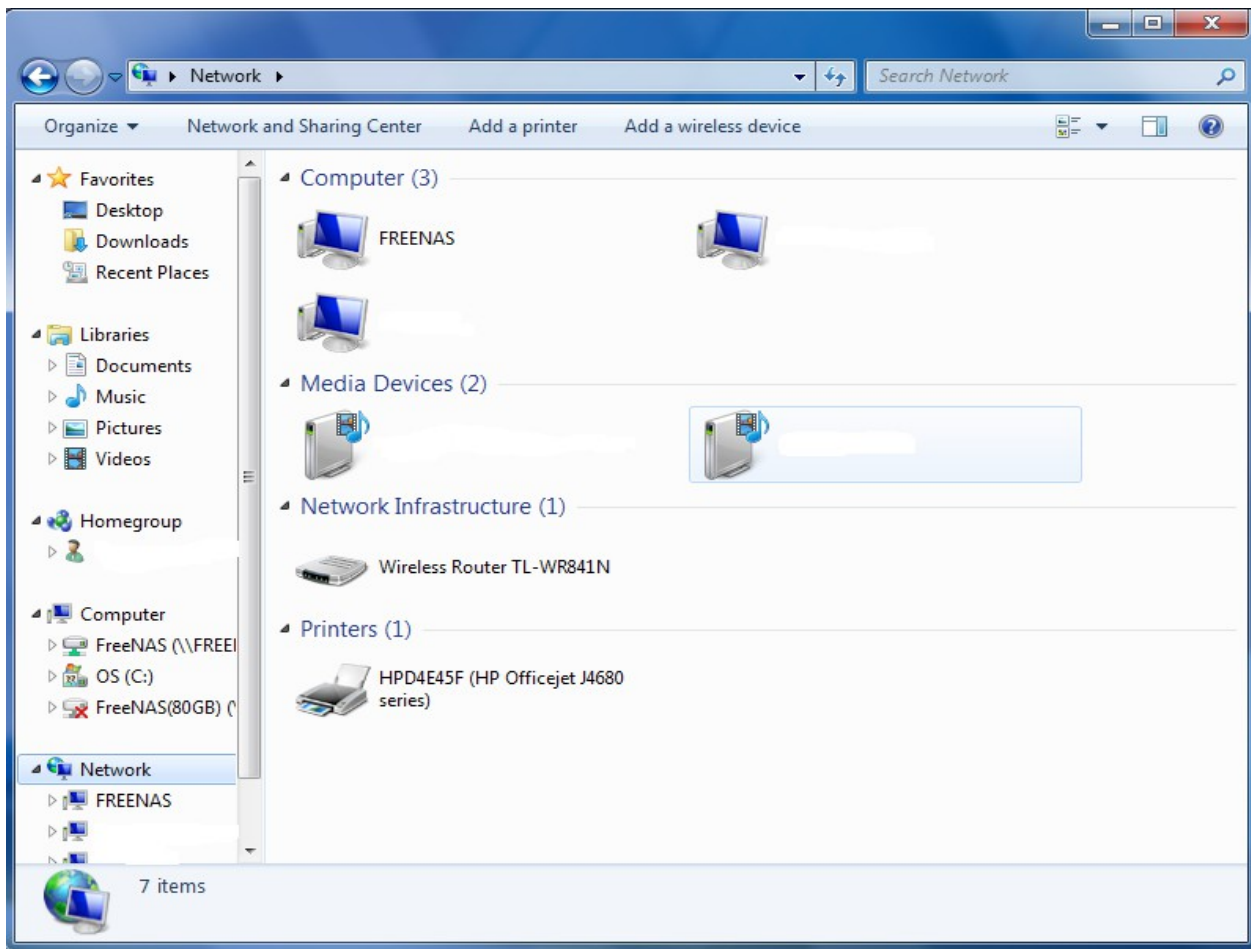 Network
Search Network
Organize
Network and Sharing Center
Add a printer
Add a wireless device
Favorites
Desktop
Downloads
Recent Places
Libraries
Documents
Music
Pictures
Videos
Homegroup
Computer
FreeNAS (\\FREE
OS (C:)
FreeNAS(80GB) (
Network
FREENAS
Computer (3)
FREENAS
Media Devices (2)
Network Infrastructure (1)
Wireless Router TL-WR841N
Printers (1)
HPD4E45F (HP Officejet J4680
series)
7 items